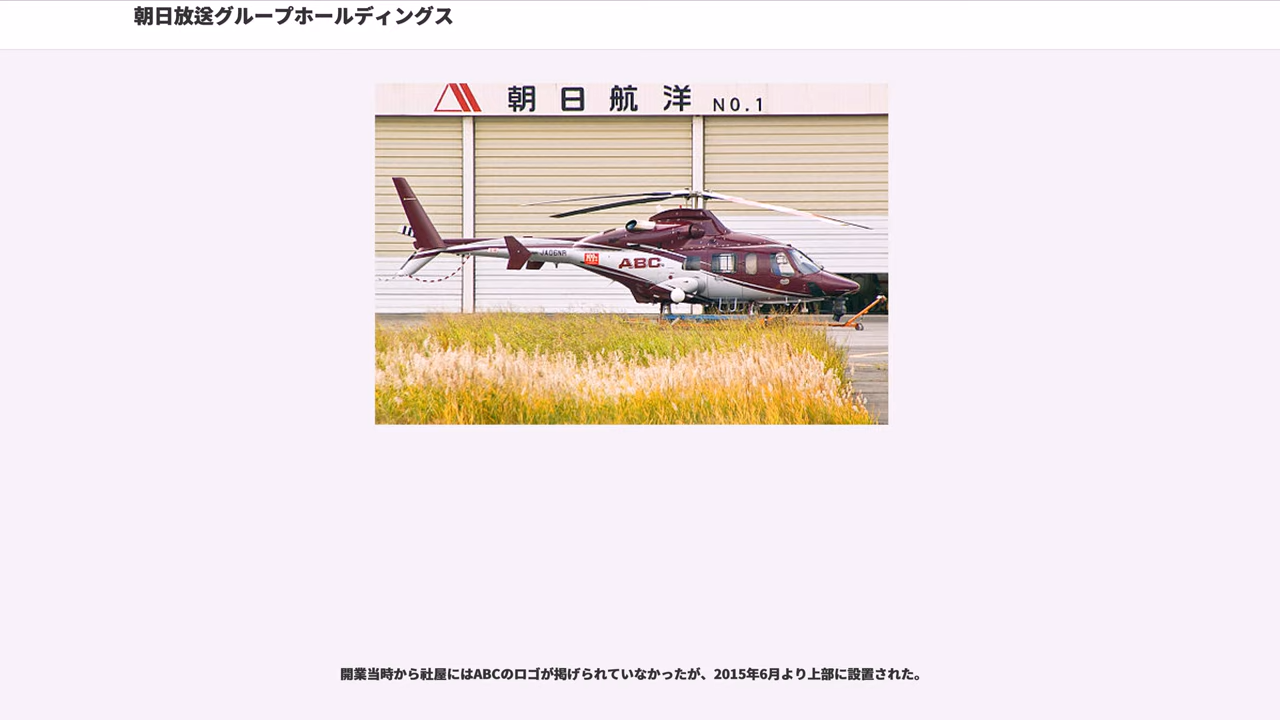 朝日放送グループホールディングス
朝日航洋 NO.1
JA06NR
ABC
開業当時から社屋にはABCのロゴが掲げられていなかったが、2015年6月より上部に設置された。